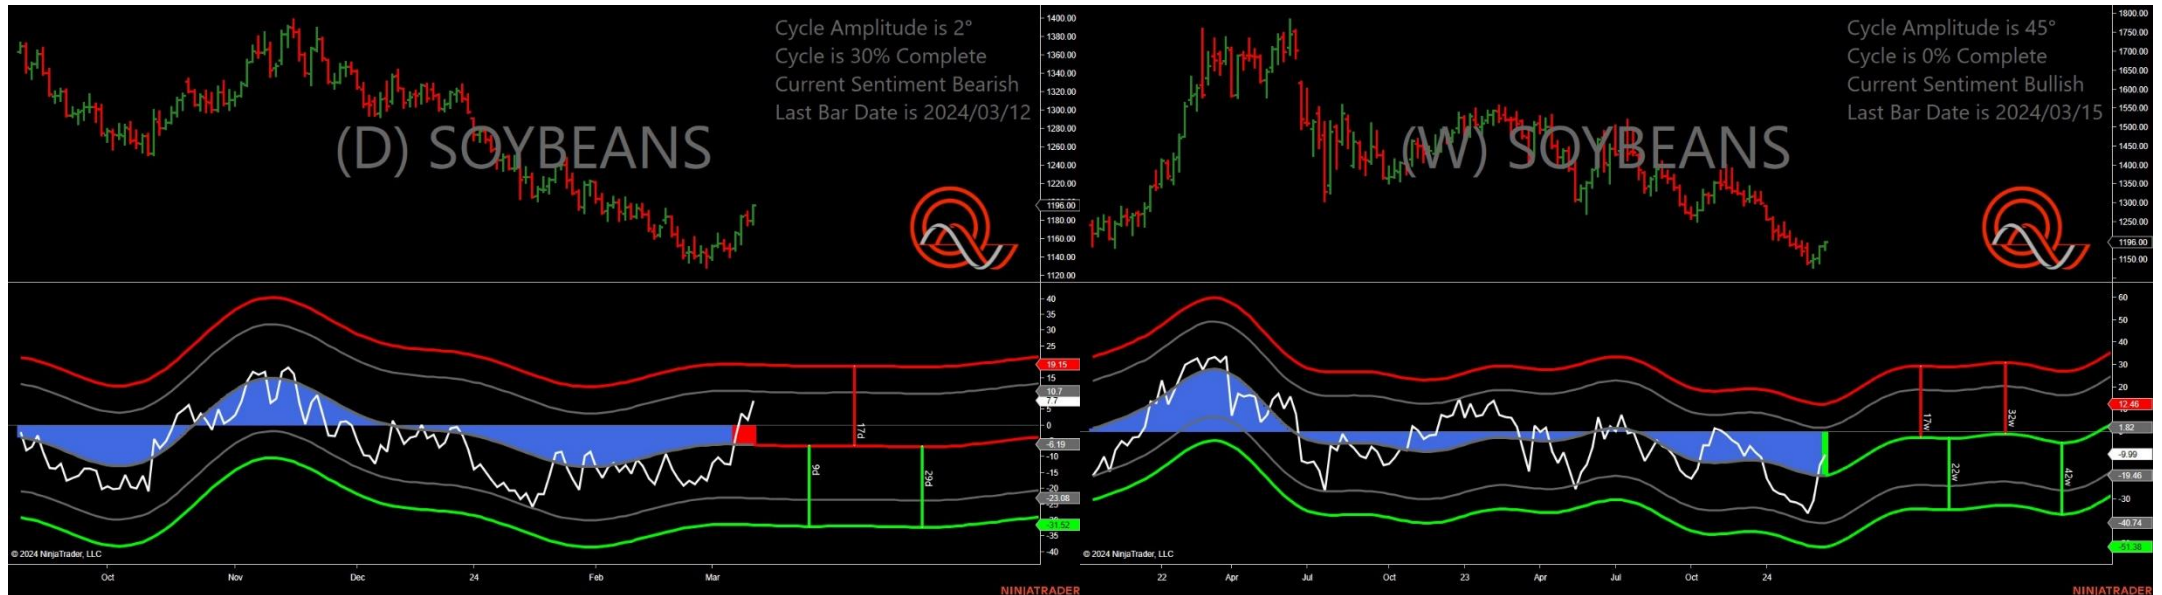 Cycle Amplitude is 2°
Cycle is 30% Complete
Current Sentiment Bearish
Last Bar Date is 2024/03/12
(D) SOYBEANS
1400.00
1380.00
1360.00
1340.00
1320.00
1300.00
1280.00
1260.00
1240.00
1220.00
1196.00
1180.00
1160.00
1140.00
1120.00
40
35
30
25
19.15
15
10.7
7.7
5
0
-6.19
-10
-15
-23.08
-31.52
-35
-40
17d
9d
29d
© 2024 NinjaTrader, LLC
Oct Nov Dec 24 Feb Mar
NINJATRADER
Cycle Amplitude is 45°
Cycle is 0% Complete
Current Sentiment Bullish
Last Bar Date is 2024/03/15
(W) SOYBEANS
1800.00
1750.00
1700.00
1650.00
1600.00
1550.00
1500.00
1450.00
1400.00
1350.00
1300.00
1250.00
1196.00
1150.00
60
50
40
30
20
12.46
1.82
-9.99
-19.46
-30
-40.74
-51.38
17w
32w
22w
42w
© 2024 NinjaTrader, LLC
22 Apr Jul Oct 23 Apr Jul Oct 24
NINJATRADER